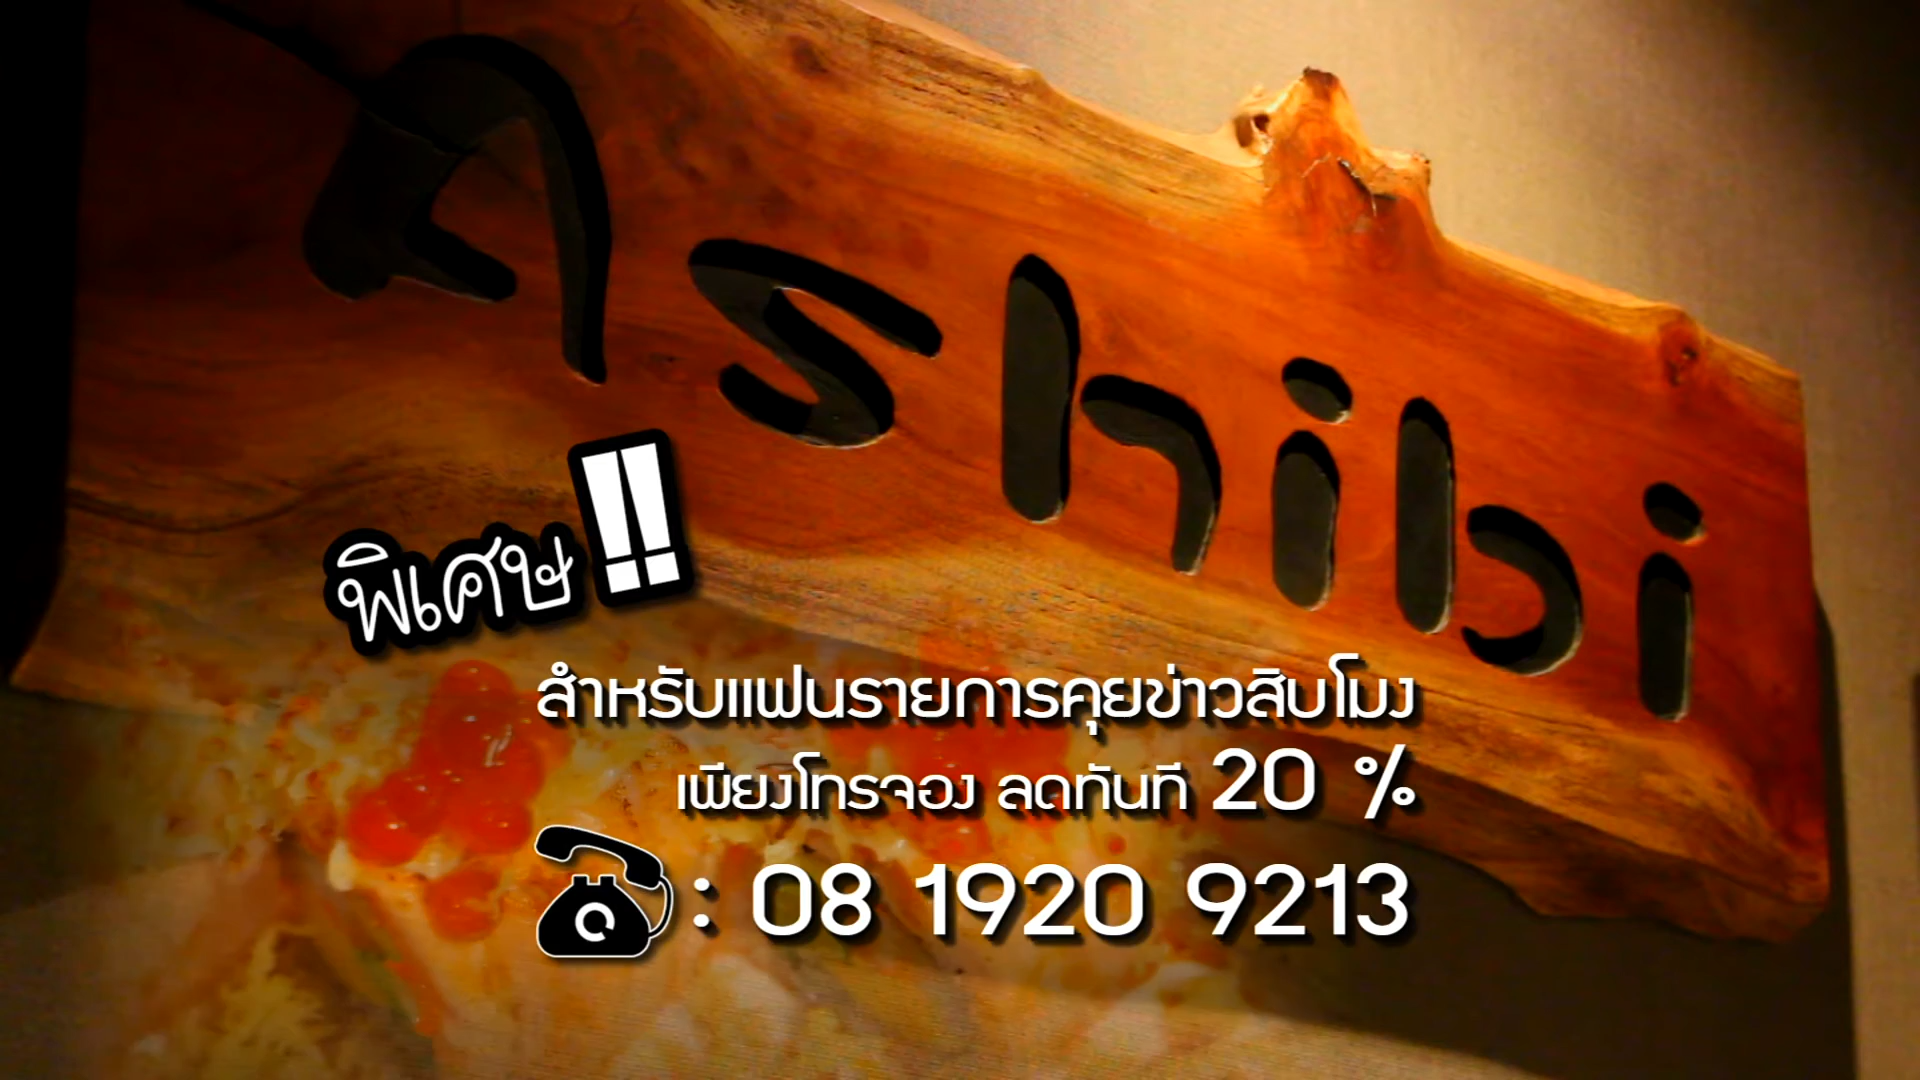 Ashibi
พิเศษ !!
สำหรับแฟนรายการคุยข่าวสิบโมง
เพียงโทรจอง ลดทันที 20 %
: 08 1920 9213